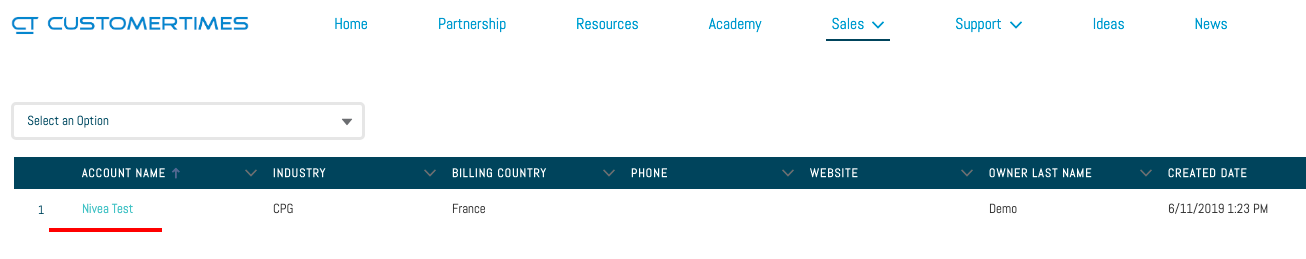 CT CUSTOMERTIMES Home Partnership Resources Academy Sales Support Ideas News
Select an Option
ACCOUNT NAME INDUSTRY BILLING COUNTRY PHONE WEBSITE OWNER LAST NAME CREATED DATE
1 Nivea Test CPG France Demo 6/11/2019 1:23 PM